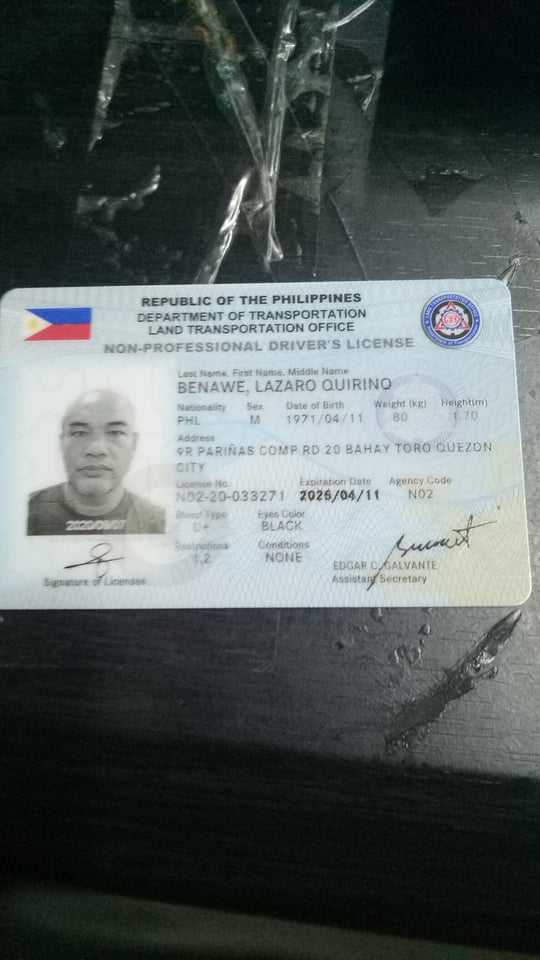 REPUBLIC OF THE PHILIPPINES
DEPARTMENT OF TRANSPORTATION
LAND TRANSPORTATION OFFICE
NON-PROFESSIONAL DRIVER'S LICENSE
Last Name, First Name, Middle Name
BENAWE, LAZARO QUIRINO
Nationality Sex Date of Birth Weight (kg) Height(m)
PHL M 1971/04/11 80 1.70
Address
9R PARIÑAS COMP RD 20 BAHAY TORO QUEZON
CITY
License No. Expiration Date Agency Code
N02-20-033271 2025/04/11 N02
Blood Type Eyes Color
BLACK
Restrictions Conditions
1,2 NONE
2020/09/07
Signature of Licensee
EDGAR C. GALVANTE
Assistant Secretary